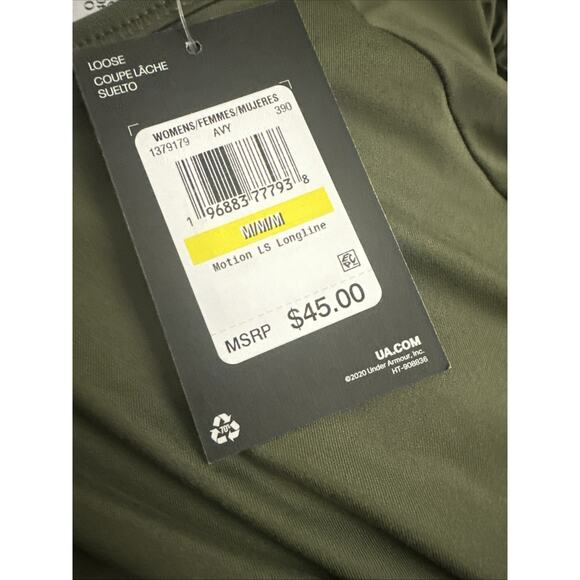 LOOSE
COUPE LÂCHE
SUELTO
WOMENS/FEMMES/MUJERES
1379179 AVY 390
1 96883 77793 8
M/M/M
Motion LS Longline
MSRP $45.00
UA.COM
©2020 Under Armour, Inc.
HT-908836